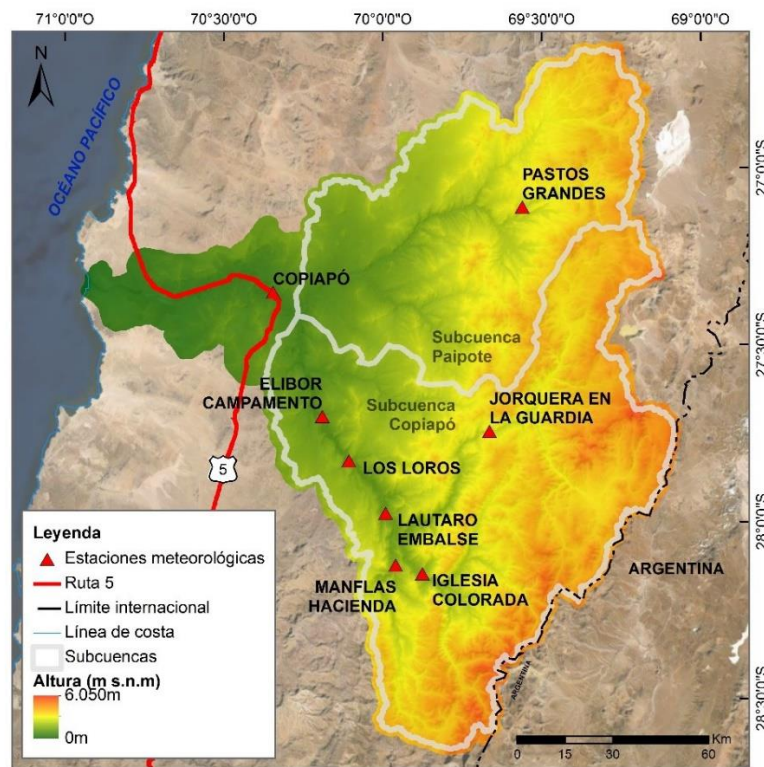 71°0'0"O
70°30'0"O
70°0'0"O
69°30'0"O
69°0'0"O
N
OCÉANO PACÍFICO
27°0'0"S
PASTOS
GRANDES
COPIAPÓ
27°30'0"S
Subcuenca
Paipote
ELIBOR
CAMPAMENTO
Subcuenca
Copiapó
JORQUERA EN
LA GUARDIA
5
LOS LOROS
28°0'0"S
LAUTARO
EMBALSE
MANFLAS
HACIENDA
IGLESIA
COLORADA
ARGENTINA
ARGENTINA
28°30'0"S
Leyenda
Estaciones meteorológicas
Ruta 5
Límite internacional
Línea de costa
Subcuencas
Altura (m s.n.m)
6.050m
0m
Km
0 15 30 60